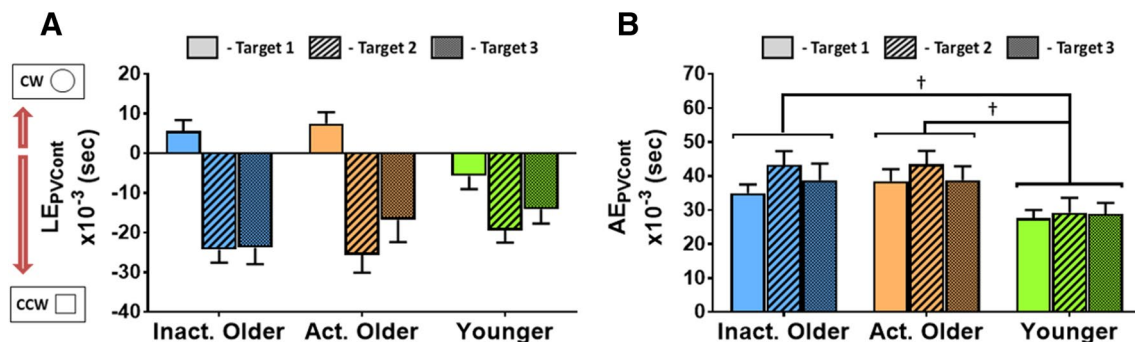 A
- Target 1 - Target 2 - Target 3
CW
CCW
LEPVCont
x10-3 (sec)
20
10
0
-10
-20
-30
-40
Inact. Older Act. Older Younger
B
- Target 1 - Target 2 - Target 3
AEPVCont
x10-3 (sec)
70
60
50
40
30
20
10
0
†
†
Inact. Older Act. Older Younger